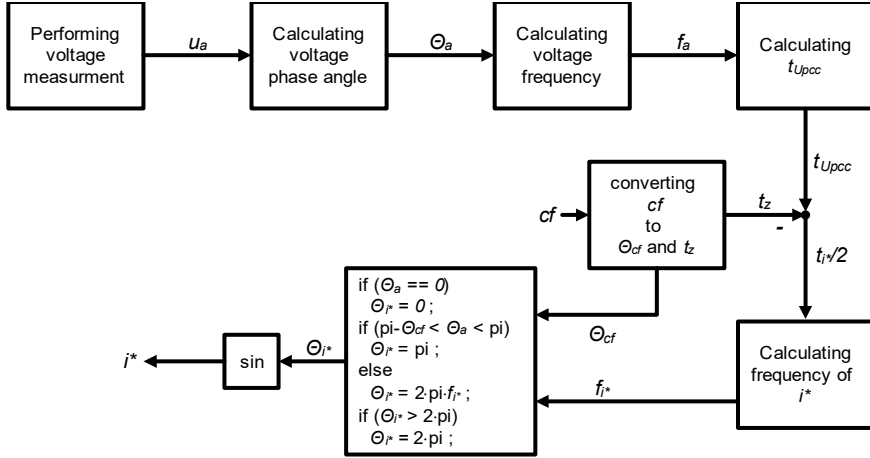 Performing
voltage
measurment
u_a
Calculating
voltage
phase angle
Θ_a
Calculating
voltage
frequency
f_a
Calculating
t_Upcc
t_Upcc
cf
converting
cf
to
Θ_cf and t_z
t_z
-
t_i*/2
Θ_cf
Calculating
frequency of
i*
f_i*
if (Θ_a == 0)
Θ_i* = 0 ;
if (pi-Θ_cf < Θ_a < pi)
Θ_i* = pi ;
else
Θ_i* = 2·pi·f_i* ;
if (Θ_i* > 2·pi)
Θ_i* = 2·pi ;
Θ_i*
sin
i*